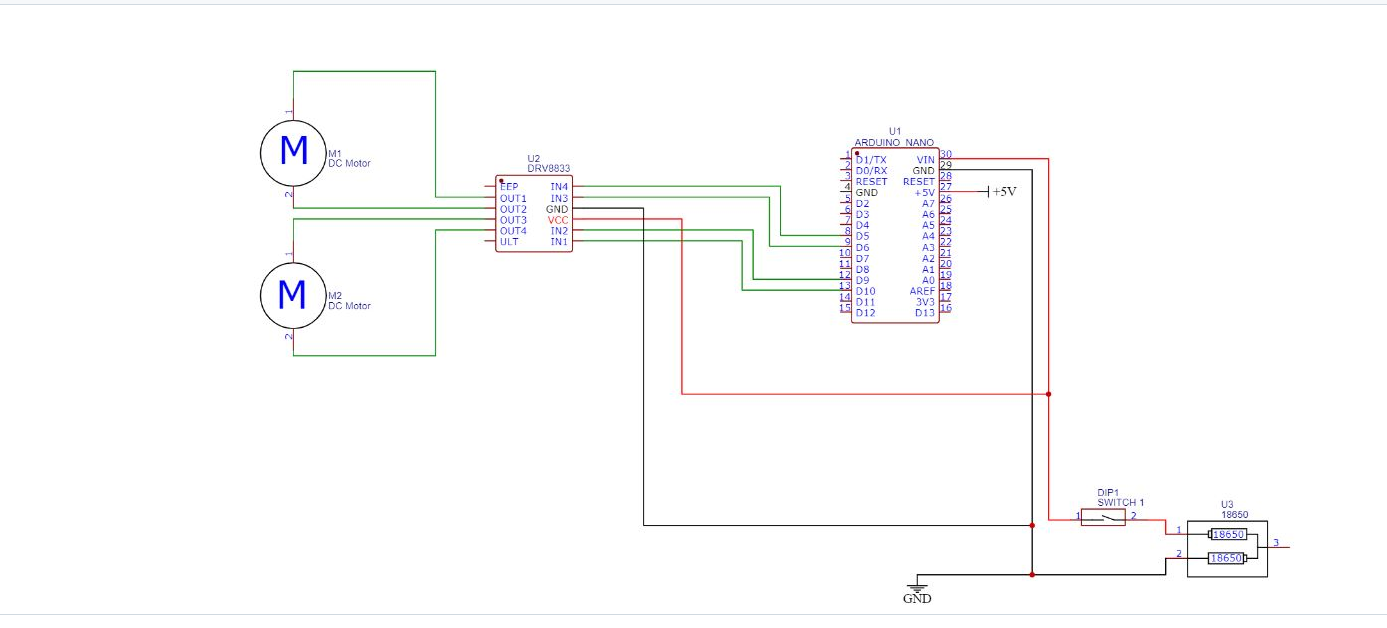 1
M
M1
DC Motor
2
1
M
M2
DC Motor
2
U2
DRV8833
EEP IN4
OUT1 IN3
OUT2 GND
OUT3 VCC
OUT4 IN2
ULT IN1
U1
ARDUINO_NANO
1 D1/TX VIN 30
2 D0/RX GND 29
3 RESET RESET 28
4 GND +5V 27
5 D2 A7 26
6 D3 A6 25
7 D4 A5 24
8 D5 A4 23
9 D6 A3 22
10 D7 A2 21
11 D8 A1 20
12 D9 A0 19
13 D10 AREF 18
14 D11 3V3 17
15 D12 D13 16
+5V
DIP1
SWITCH 1
1 2
U3
18650
1 18650
2 18650
3
GND